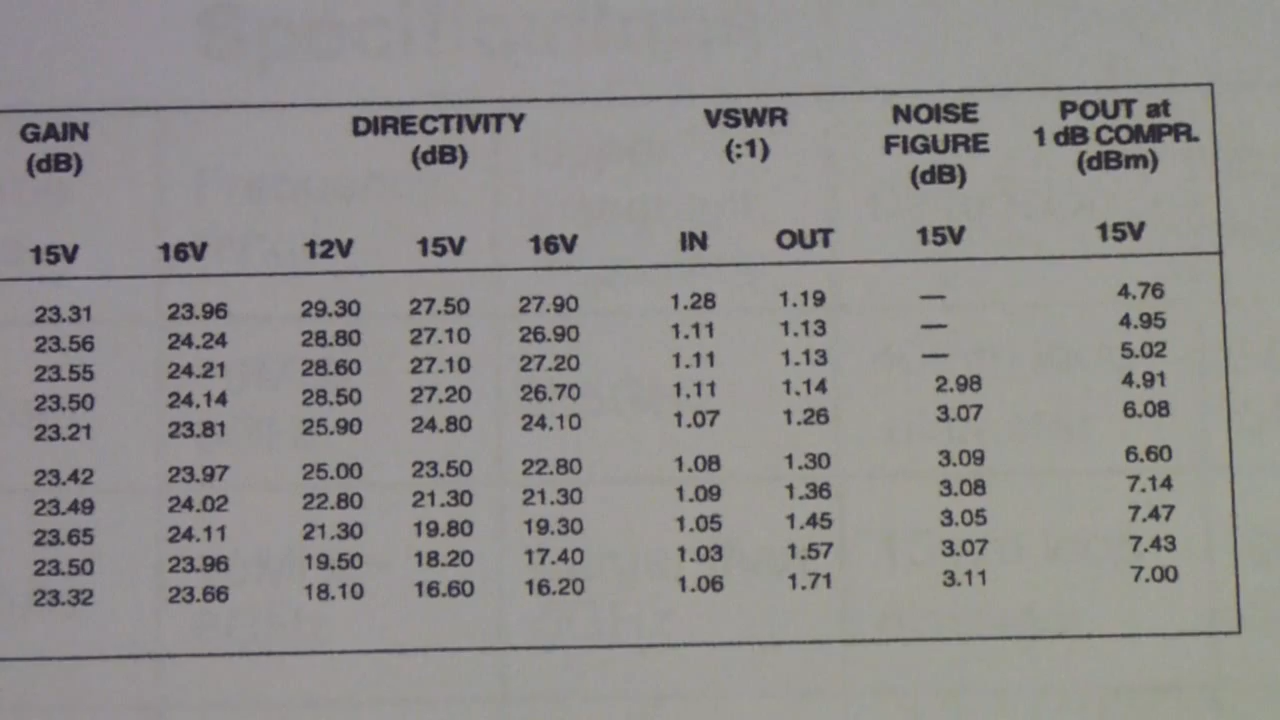 GAIN DIRECTIVITY VSWR NOISE POUT at
(dB) (dB) (:1) FIGURE 1 dB COMPR.
(dB) (dBm)
15V 16V 12V 15V 16V IN OUT 15V 15V
23.31 23.96 29.30 27.50 27.90 1.28 1.19 — 4.76
23.56 24.24 28.80 27.10 26.90 1.11 1.13 — 4.95
23.55 24.21 28.60 27.10 27.20 1.11 1.13 — 5.02
23.50 24.14 28.50 27.20 26.70 1.11 1.14 2.98 4.91
23.21 23.81 25.90 24.80 24.10 1.07 1.26 3.07 6.08
23.42 23.97 25.00 23.50 22.80 1.08 1.30 3.09 6.60
23.49 24.02 22.80 21.30 21.30 1.09 1.36 3.08 7.14
23.65 24.11 21.30 19.80 19.30 1.05 1.45 3.05 7.47
23.50 23.96 19.50 18.20 17.40 1.03 1.57 3.07 7.43
23.32 23.66 18.10 16.60 16.20 1.06 1.71 3.11 7.00